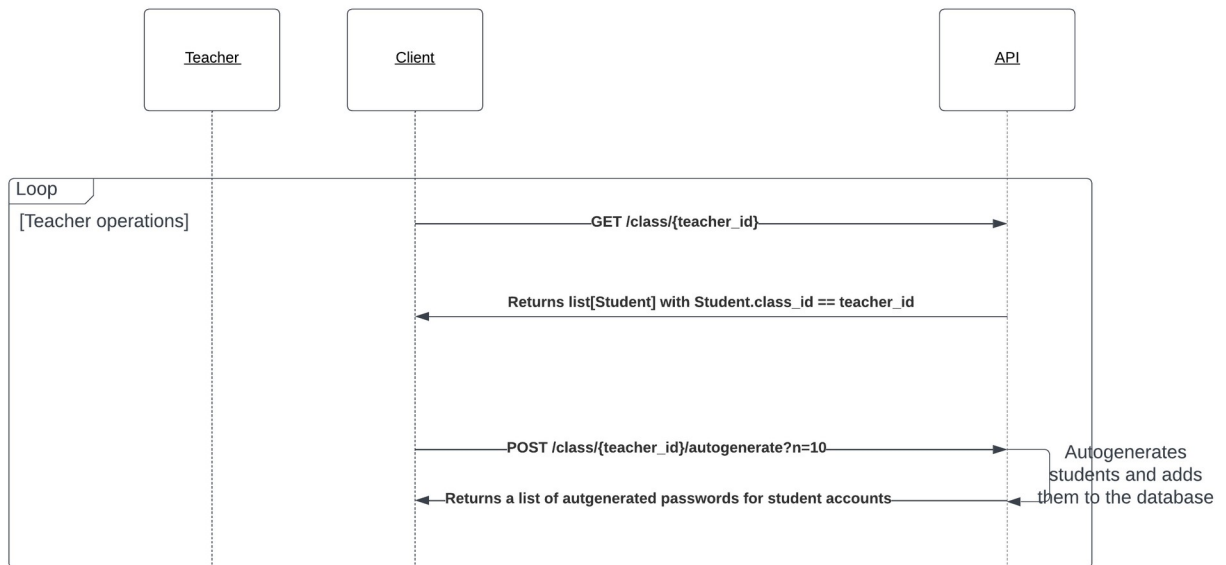 Teacher
Client
API
Loop
[Teacher operations]
GET /class/{teacher_id}
Returns list[Student] with Student.class_id == teacher_id
POST /class/{teacher_id}/autogenerate?n=10
Autogenerates
students and adds
them to the database
Returns a list of autgenerated passwords for student accounts